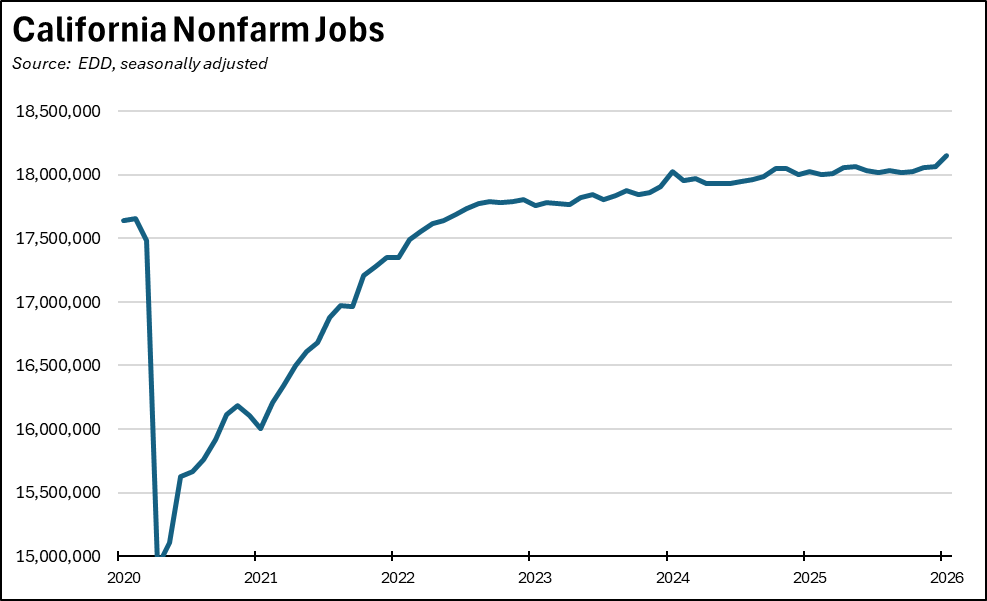 California Nonfarm Jobs
Source: EDD, seasonally adjusted
18,500,000
18,000,000
17,500,000
17,000,000
16,500,000
16,000,000
15,500,000
15,000,000
2020 2021 2022 2023 2024 2025 2026